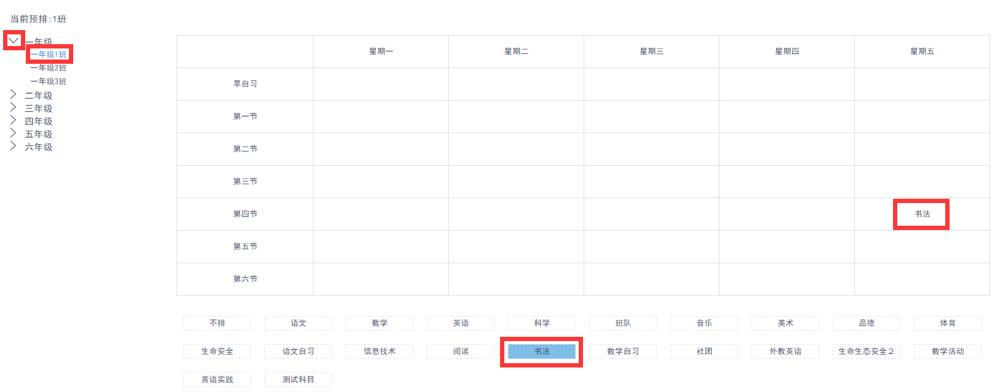 当前预排:1班
一年级
一年级1班
一年级2班
一年级3班
二年级
三年级
四年级
五年级
六年级
星期一 星期二 星期三 星期四 星期五
早自习
第一节
第二节
第三节
第四节 书法
第五节
第六节
不排 语文 数学 英语 科学 班队 音乐 美术 品德 体育
生命安全 语文自习 信息技术 阅读 书法 数学自习 社团 外教英语 生命生态安全２ 数学活动
言语实践 测试科目